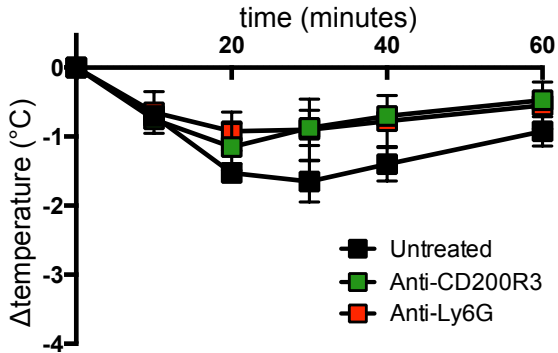 time (minutes)
20 40 60
0
-1
-2
-3
-4
Δtemperature (°C)
Untreated
Anti-CD200R3
Anti-Ly6G